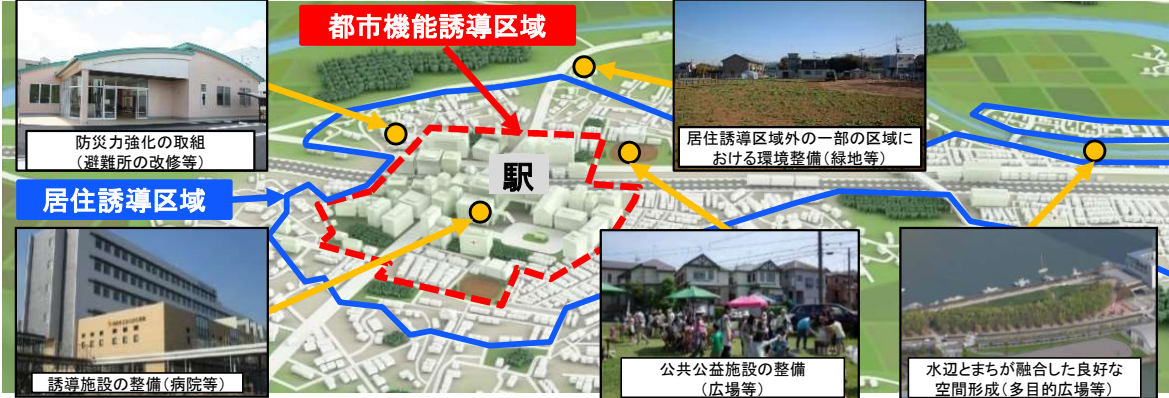 都市機能誘導区域
防災力強化の取組
(避難所の改修等)
居住誘導区域外の一部の区域に
おける環境整備(緑地等)
駅
居住誘導区域
誘導施設の整備(病院等)
公共公益施設の整備
(広場等)
水辺とまちが融合した良好な
空間形成(多目的広場等)